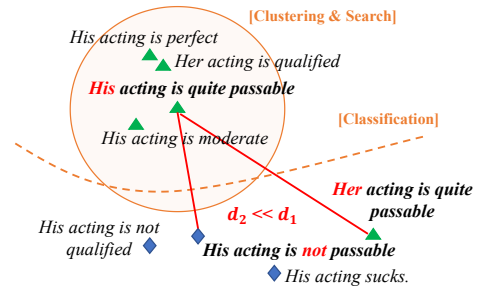 [Clustering & Search]
His acting is perfect
Her acting is qualified
His acting is quite passable
[Classification]
His acting is moderate
Her acting is quite
passable
d₂ << d₁
His acting is not
qualified
His acting is not passable
His acting sucks.